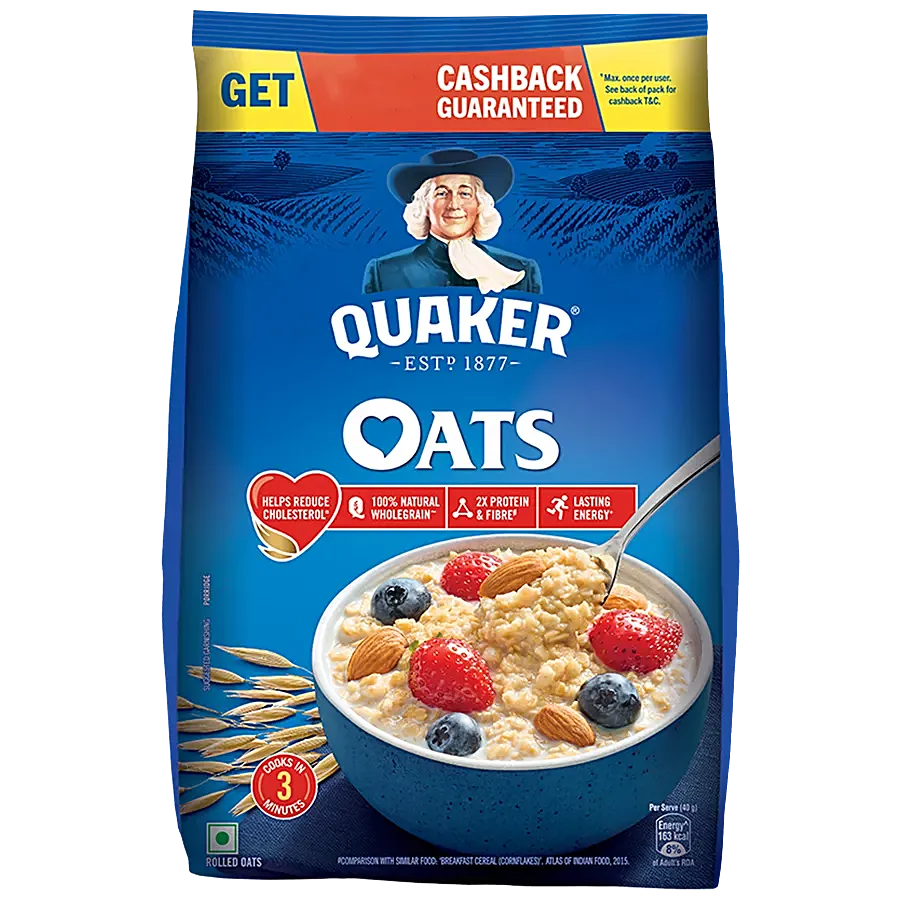 GET
CASHBACK
GUARANTEED
*Max. once per user.
See back of pack for
cashback T&C.
QUAKER®
–ESTD 1877–
OATS
HELPS REDUCE
CHOLESTEROL*
100% NATURAL
WHOLEGRAIN~
2X PROTEIN
& FIBRE#
LASTING
ENERGY^
SUGGESTED GARNISHING PORRIDGE
COOKS IN
3
MINUTES
ROLLED OATS
#COMPARISON WITH SIMILAR FOOD: 'BREAKFAST CEREAL (CORNFLAKES)', ATLAS OF INDIAN FOOD, 2015.
Per Serve (40 g)
Energy^
163 kcal
8%
of Adult's RDA